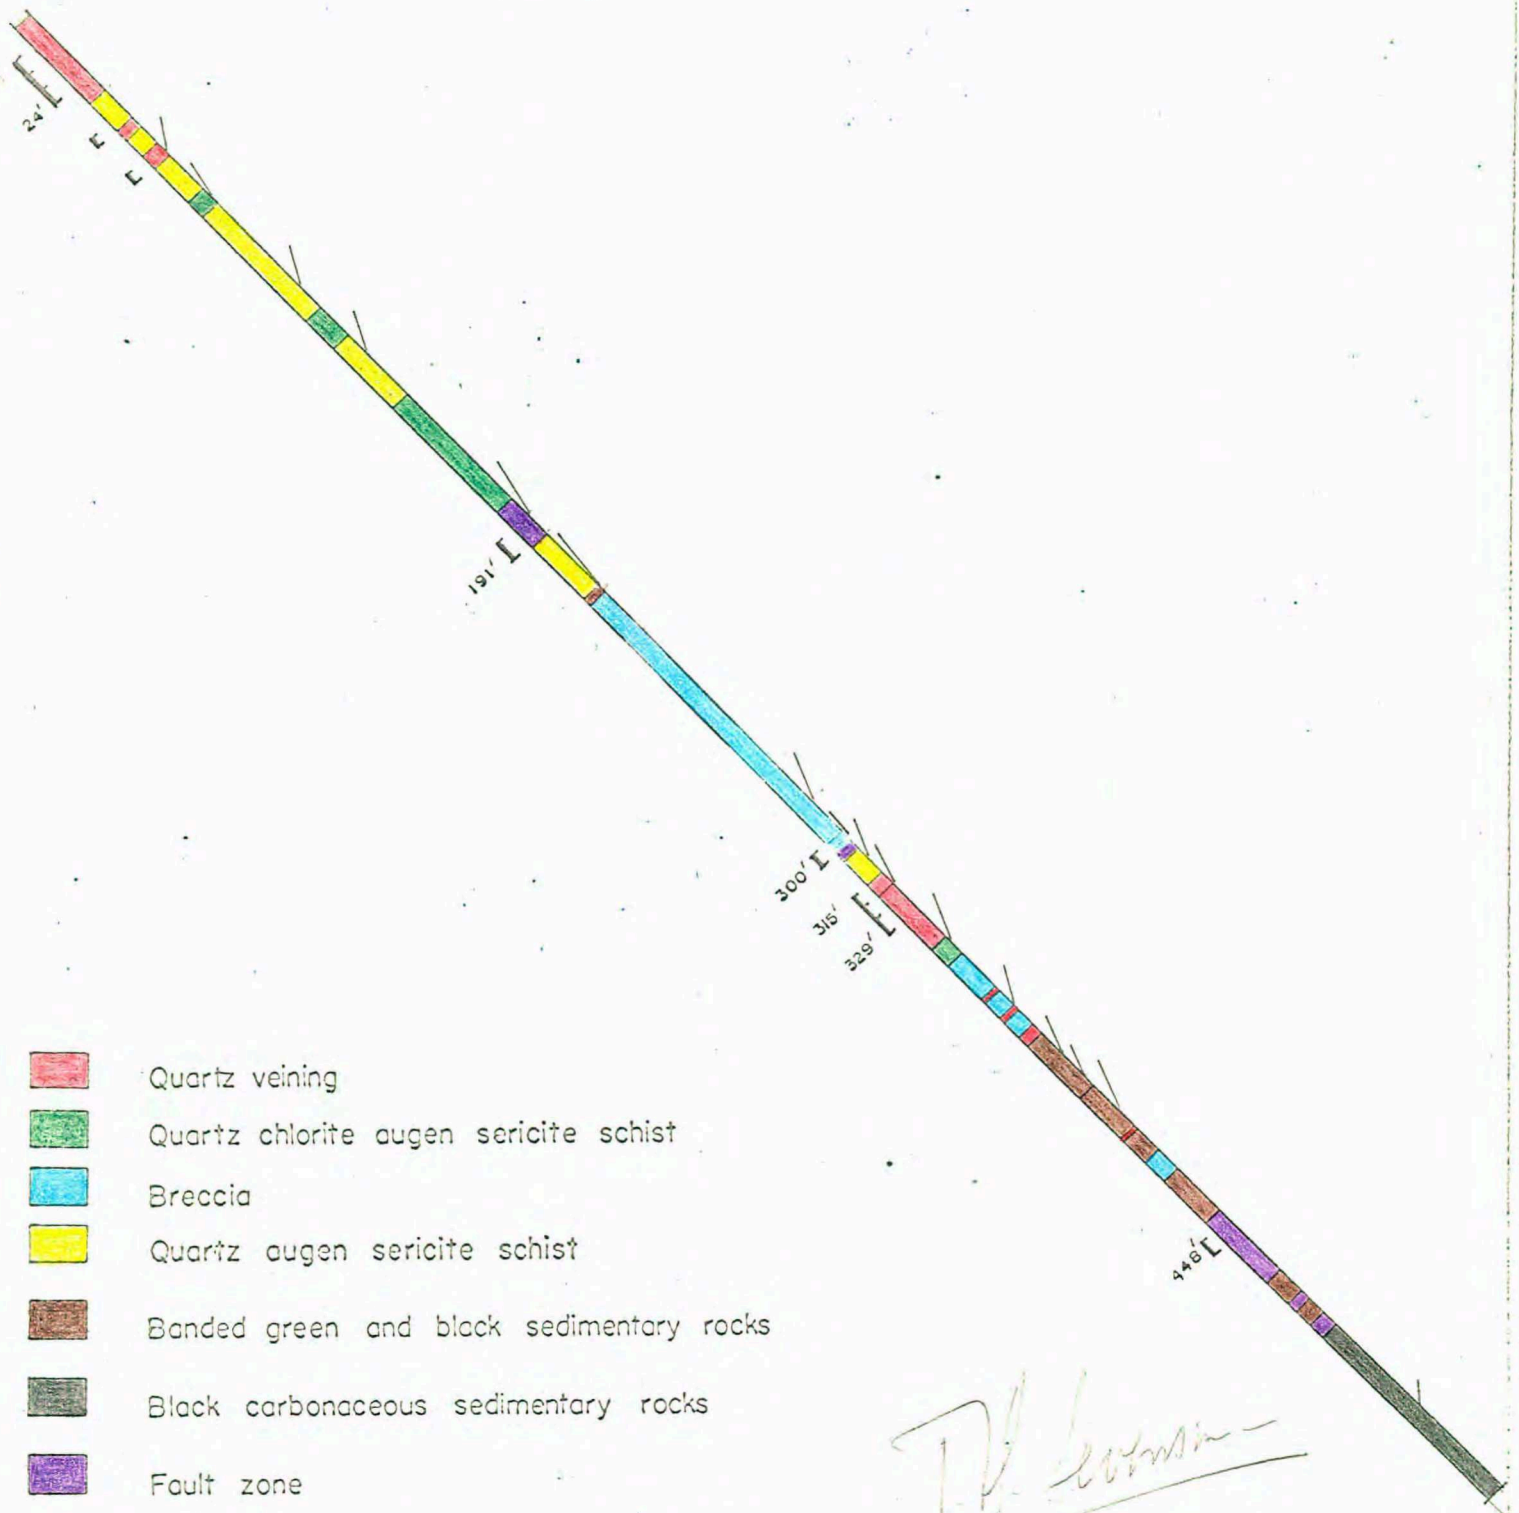 24'
191'
300'
315'
329'
448'
Quartz veining
Quartz chlorite augen sericite schist
Breccia
Quartz augen sericite schist
Banded green and black sedimentary rocks
Black carbonaceous sedimentary rocks
Fault zone